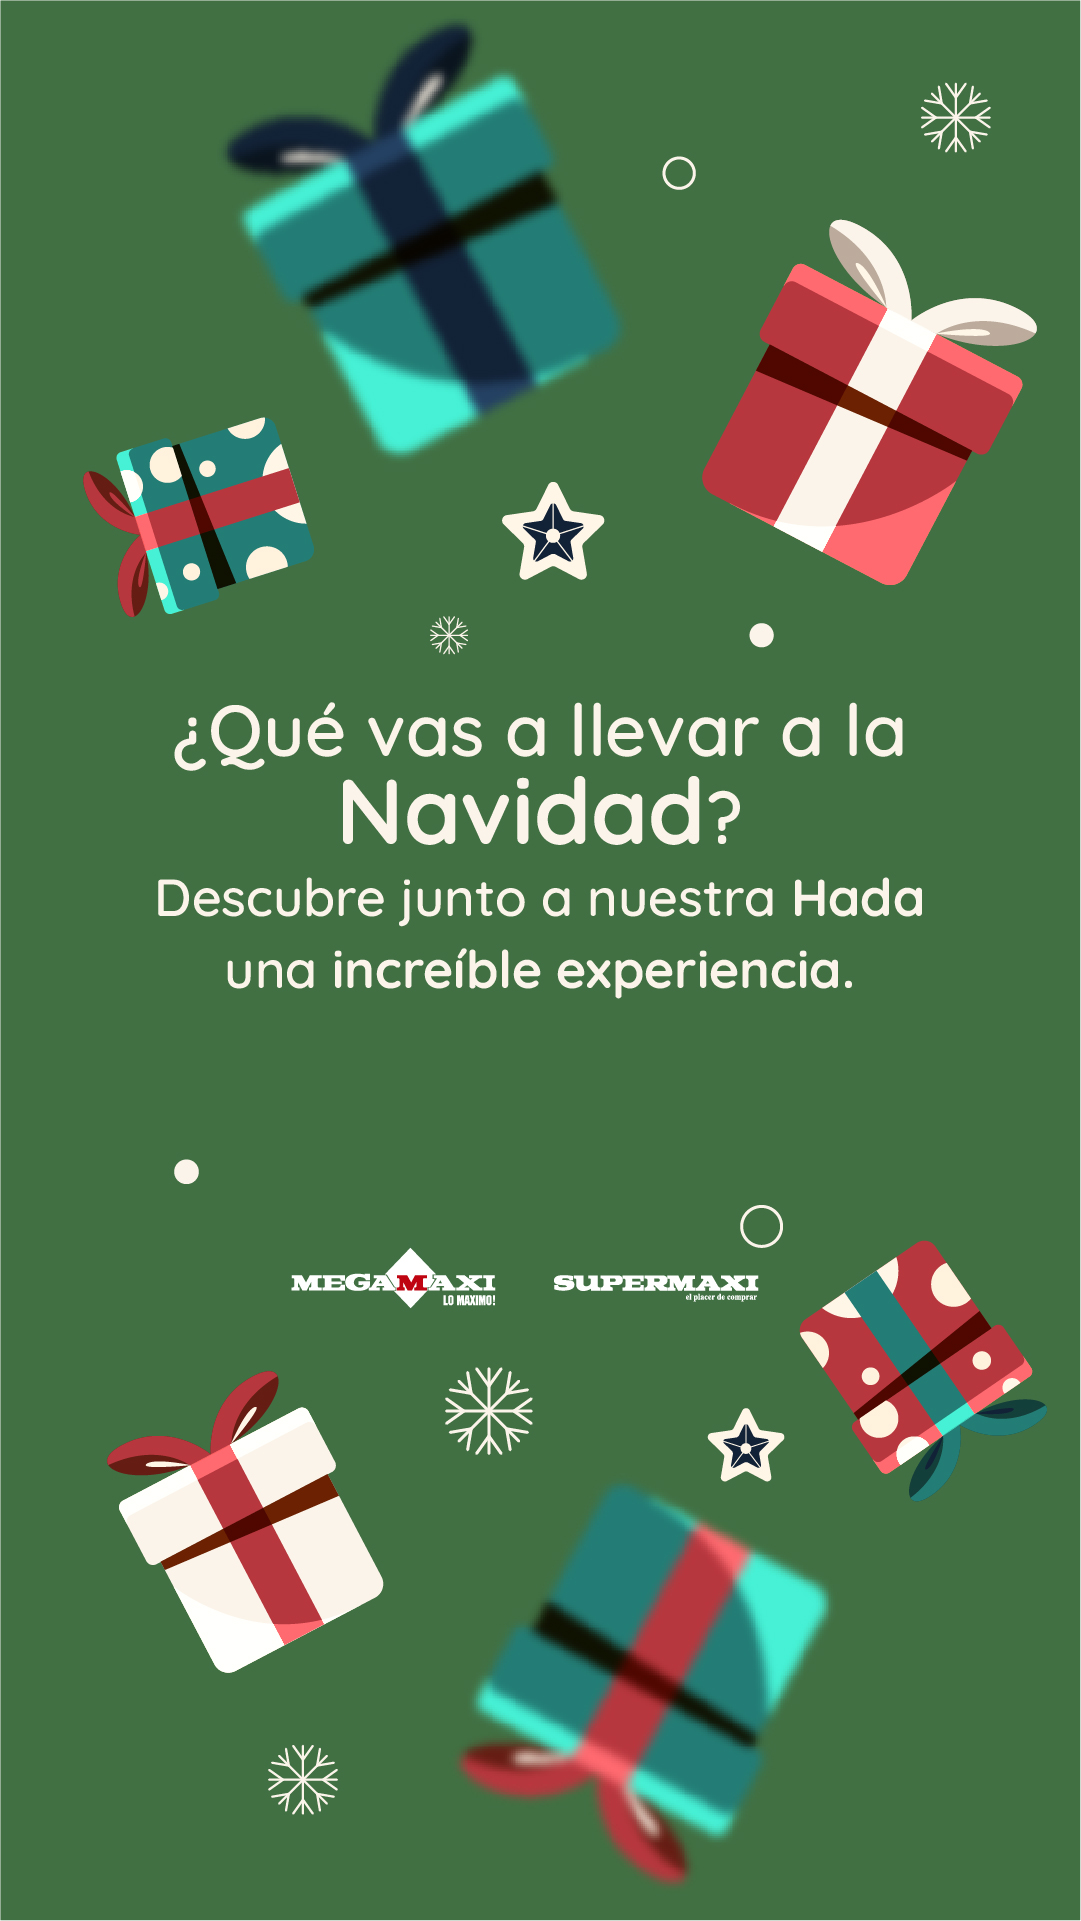 ¿Qué vas a llevar a la
Navidad?
Descubre junto a nuestra Hada
una increíble experiencia.
MEGAMAXI
LO MAXIMO!
SUPERMAXI
el placer de comprar